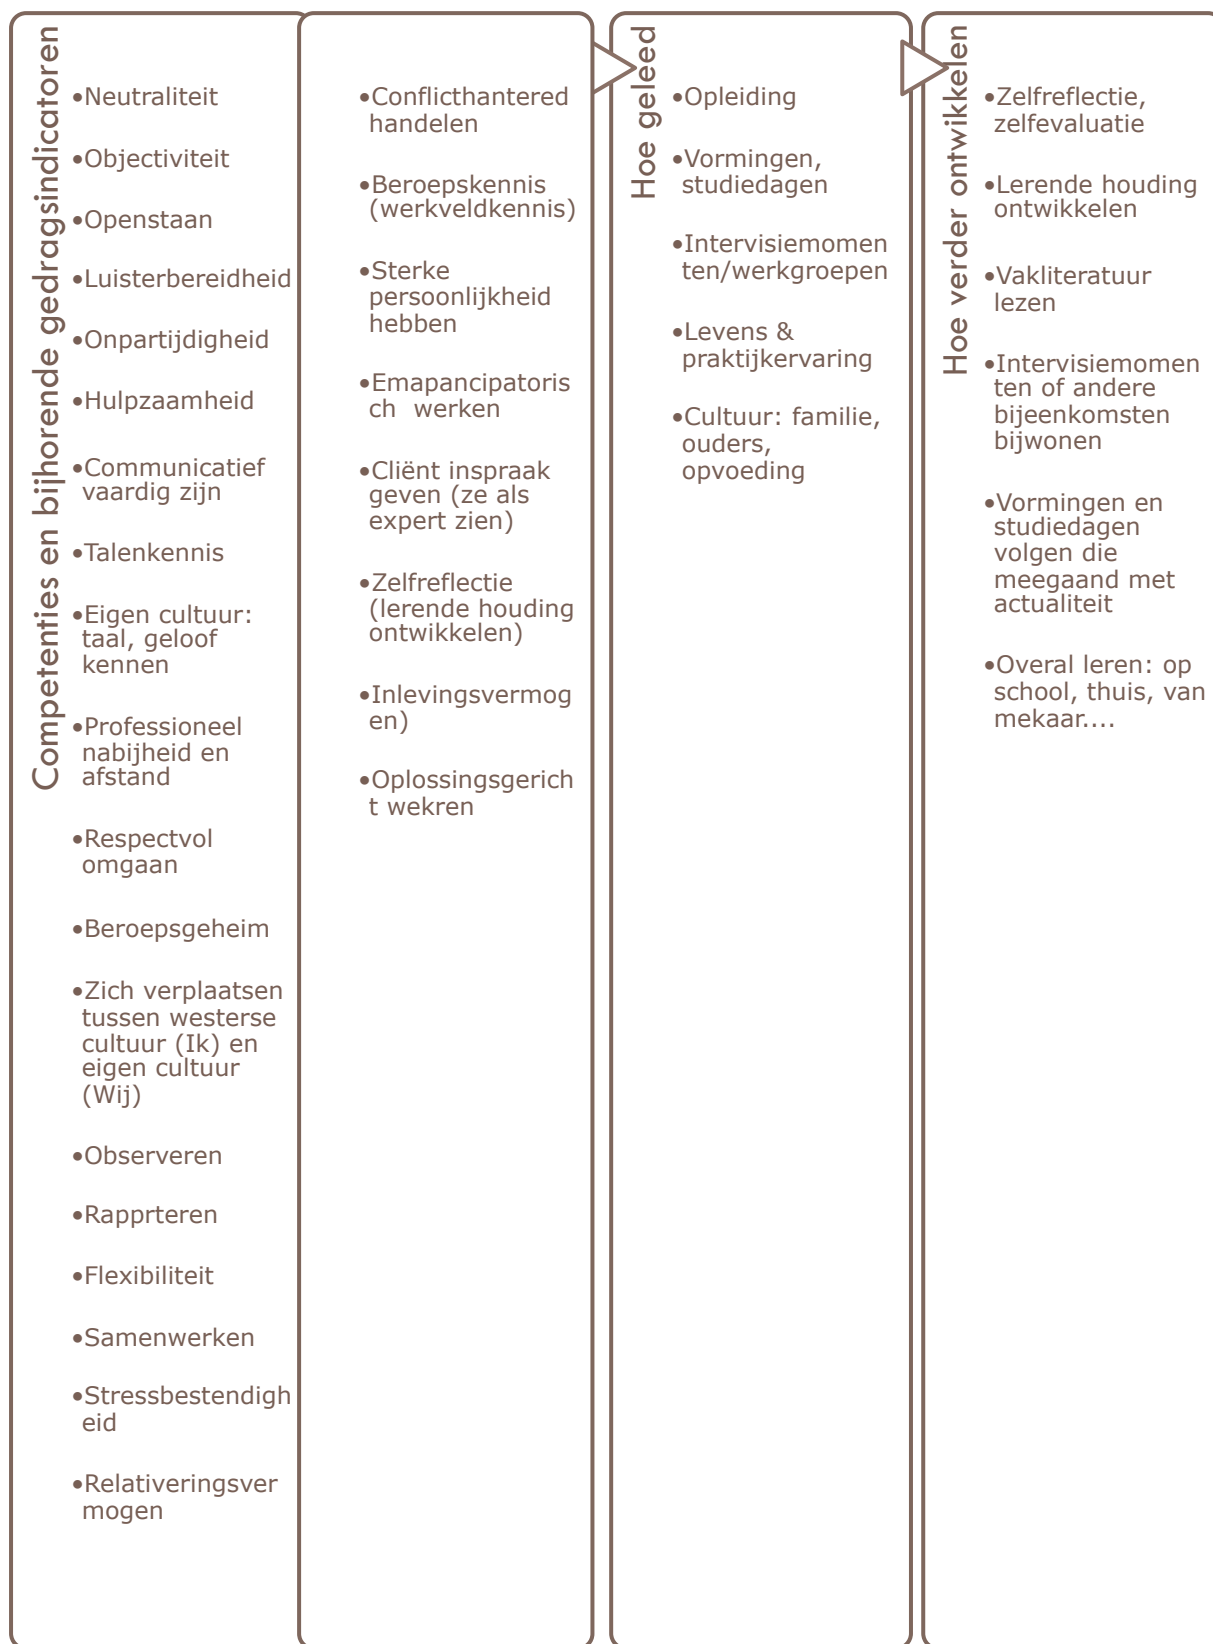 Competenties en bijhorende gedragsindicatoren
•Neutraliteit
•Objectiviteit
•Openstaan
•Luisterbereidheid
•Onpartijdigheid
•Hulpzaamheid
•Communicatief
vaardig zijn
•Talenkennis
•Eigen cultuur:
taal, geloof
kennen
•Professioneel
nabijheid en
afstand
•Respectvol
omgaan
•Beroepsgeheim
•Zich verplaatsen
tussen westerse
cultuur (Ik) en
eigen cultuur
(Wij)
•Observeren
•Rapprteren
•Flexibiliteit
•Samenwerken
•Stressbestendigh
eid
•Relativeringsver
mogen
•Conflicthantered
handelen
•Beroepskennis
(werkveldkennis)
•Sterke
persoonlijkheid
hebben
•Emapancipatoris
ch  werken
•Cliënt inspraak
geven (ze als
expert zien)
•Zelfreflectie
(lerende houding
ontwikkelen)
•Inlevingsvermog
en)
•Oplossingsgerich
t wekren
Hoe geleed
•Opleiding
•Vormingen,
studiedagen
•Intervisiemomen
ten/werkgroepen
•Levens &
praktijkervaring
•Cultuur: familie,
ouders,
opvoeding
Hoe verder ontwikkelen
•Zelfreflectie,
zelfevaluatie
•Lerende houding
ontwikkelen
•Vakliteratuur
lezen
•Intervisiemomen
ten of andere
bijeenkomsten
bijwonen
•Vormingen en
studiedagen
volgen die
meegaand met
actualiteit
•Overal leren: op
school, thuis, van
mekaar....